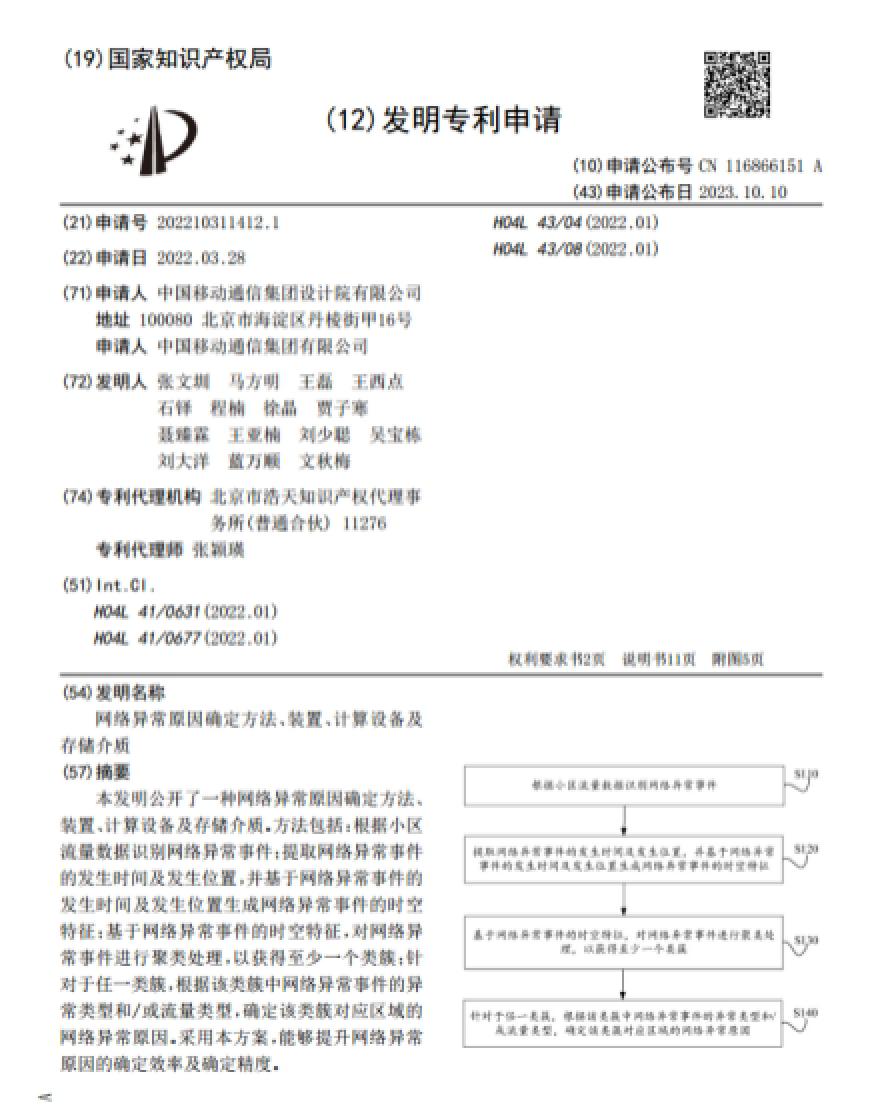 (19)国家知识产权局
(12)发明专利申请
(10)申请公布号 CN 116866151 A
(43)申请公布日 2023.10.10
(21)申请号 202210311412.1
(22)申请日 2022.03.28
(71)申请人 中国移动通信集团设计院有限公司
地址 100080 北京市海淀区丹棱街甲16号
申请人 中国移动通信集团有限公司
(72)发明人 张文圳 马方明 王磊 王西点
石铎 程楠 徐晶 贾子寒
聂臻霖 王亚楠 刘少聪 吴宝栋
刘大洋 蓝万顺 文秋梅
(74)专利代理机构 北京市浩天知识产权代理事
务所(普通合伙) 11276
专利代理师 张颖瑛
(51)Int.Cl.
H04L 41/0631(2022.01)
H04L 41/0677(2022.01)
H04L 43/04(2022.01)
H04L 43/08(2022.01)
权利要求书2页 说明书11页 附图5页
(54)发明名称
网络异常原因确定方法、装置、计算设备及
存储介质
(57)摘要
本发明公开了一种网络异常原因确定方法、
装置、计算设备及存储介质。方法包括:根据小区
流量数据识别网络异常事件;提取网络异常事件
的发生时间及发生位置,并基于网络异常事件的
发生时间及发生位置生成网络异常事件的时空
特征;基于网络异常事件的时空特征,对网络异
常事件进行聚类处理,以获得至少一个类簇;针
对于任一类簇,根据该类簇中网络异常事件的异
常类型和/或流量类型,确定该类簇对应区域的
网络异常原因。采用本方案,能够提升网络异常
原因的确定效率及确定精度。
根据小区流量数据识别网络异常事件
S110
提取网络异常事件的发生时间及发生位置，并基于网络异常
事件的发生时间及发生位置生成网络异常事件的时空特征
S120
基于网络异常事件的时空特征，对网络异常事件进行聚类处
理，以获得至少一个类簇
S130
针对于任一类簇，根据该类簇中网络异常事件的异常类型和/
或流量类型，确定该类簇对应区域的网络异常原因
S140
A